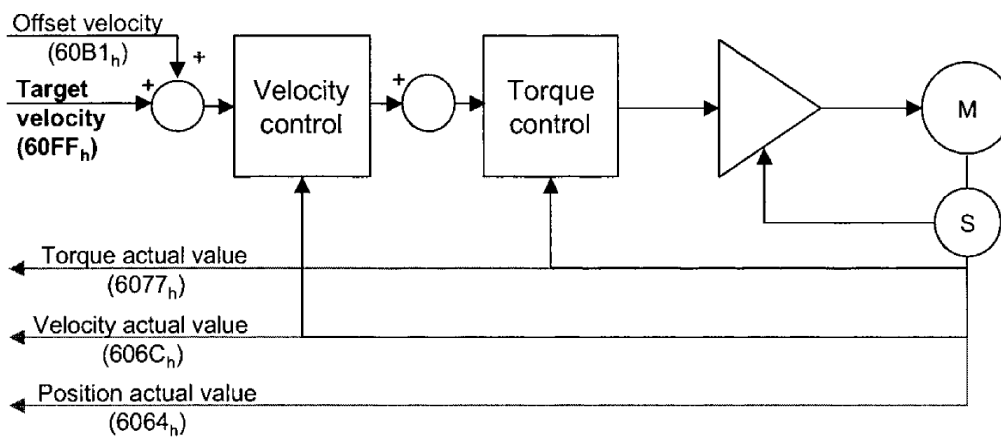 Offset velocity
(60B1h)
+
+
Target
velocity
(60FFh)
Velocity
control
+
Torque
control
M
S
Torque actual value
(6077h)
Velocity actual value
(606Ch)
Position actual value
(6064h)